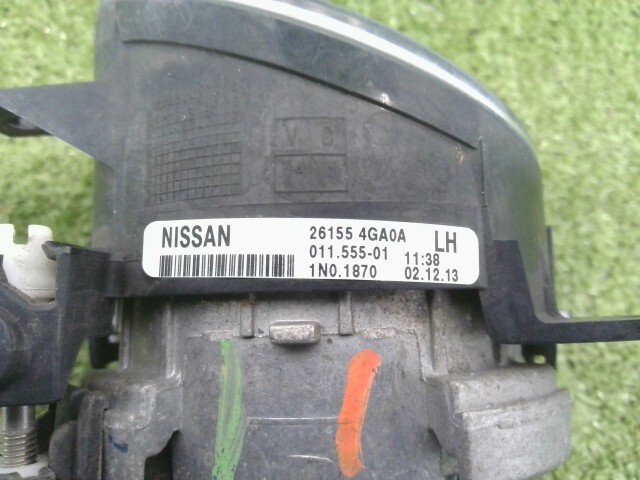 NISSAN 26155 4GA0A LH
011.555-01 11:38
1N0.1870 02.12.13